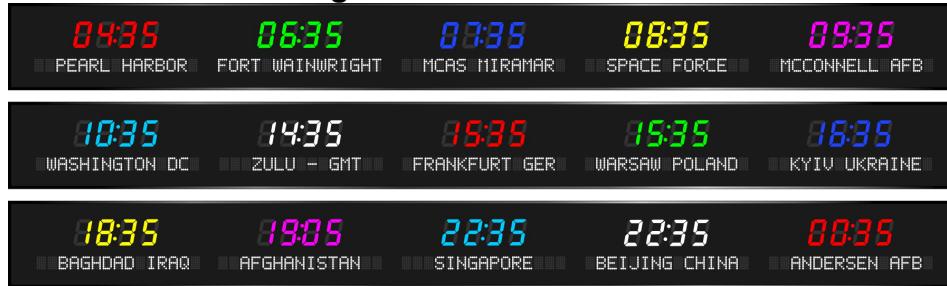 04:35 06:35 07:35 08:35 09:35
PEARL HARBOR FORT WAINWRIGHT MCAS MIRAMAR SPACE FORCE MCCONNELL AFB
10:35 14:35 15:35 15:35 16:35
WASHINGTON DC ZULU - GMT FRANKFURT GER WARSAW POLAND KYIV UKRAINE
18:35 19:05 22:35 22:35 00:35
BAGHDAD IRAQ AFGHANISTAN SINGAPORE BEIJING CHINA ANDERSEN AFB